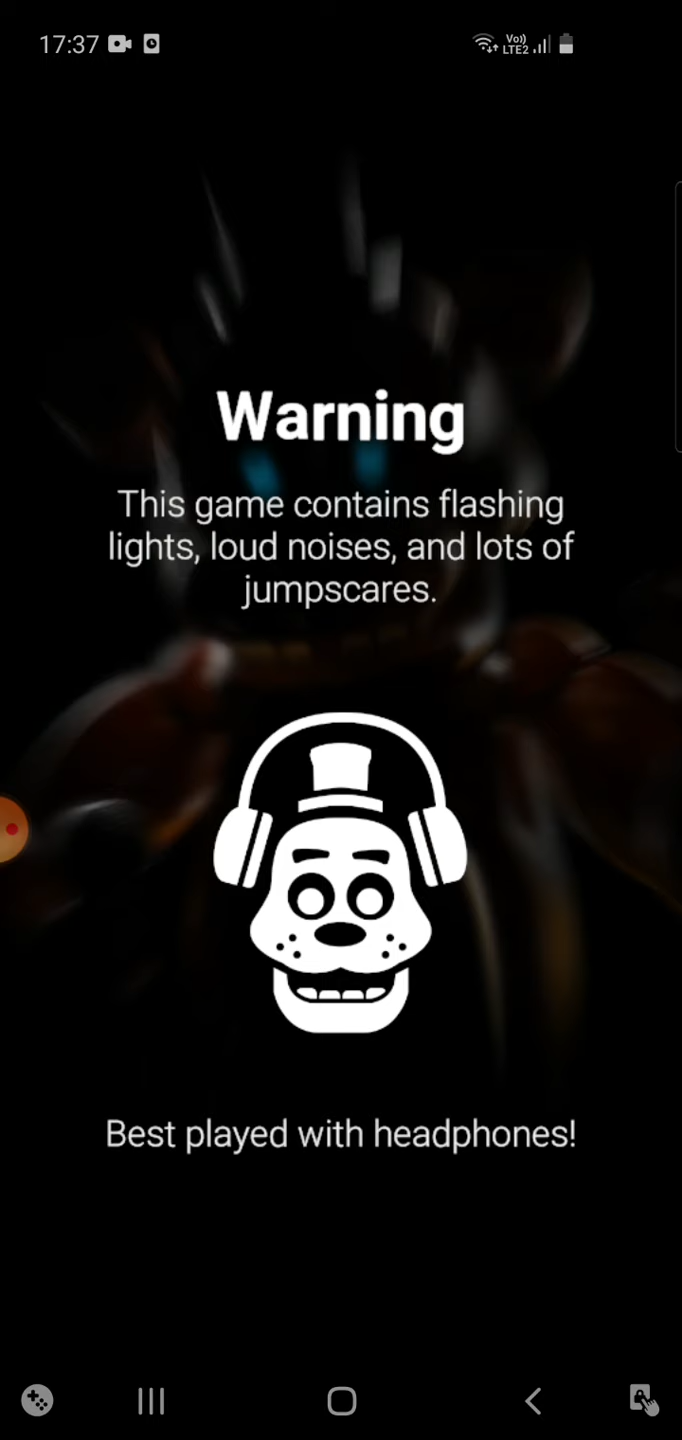 17:37
Vo))
LTE2
Warning
This game contains flashing
lights, loud noises, and lots of
jumpscares.
Best played with headphones!